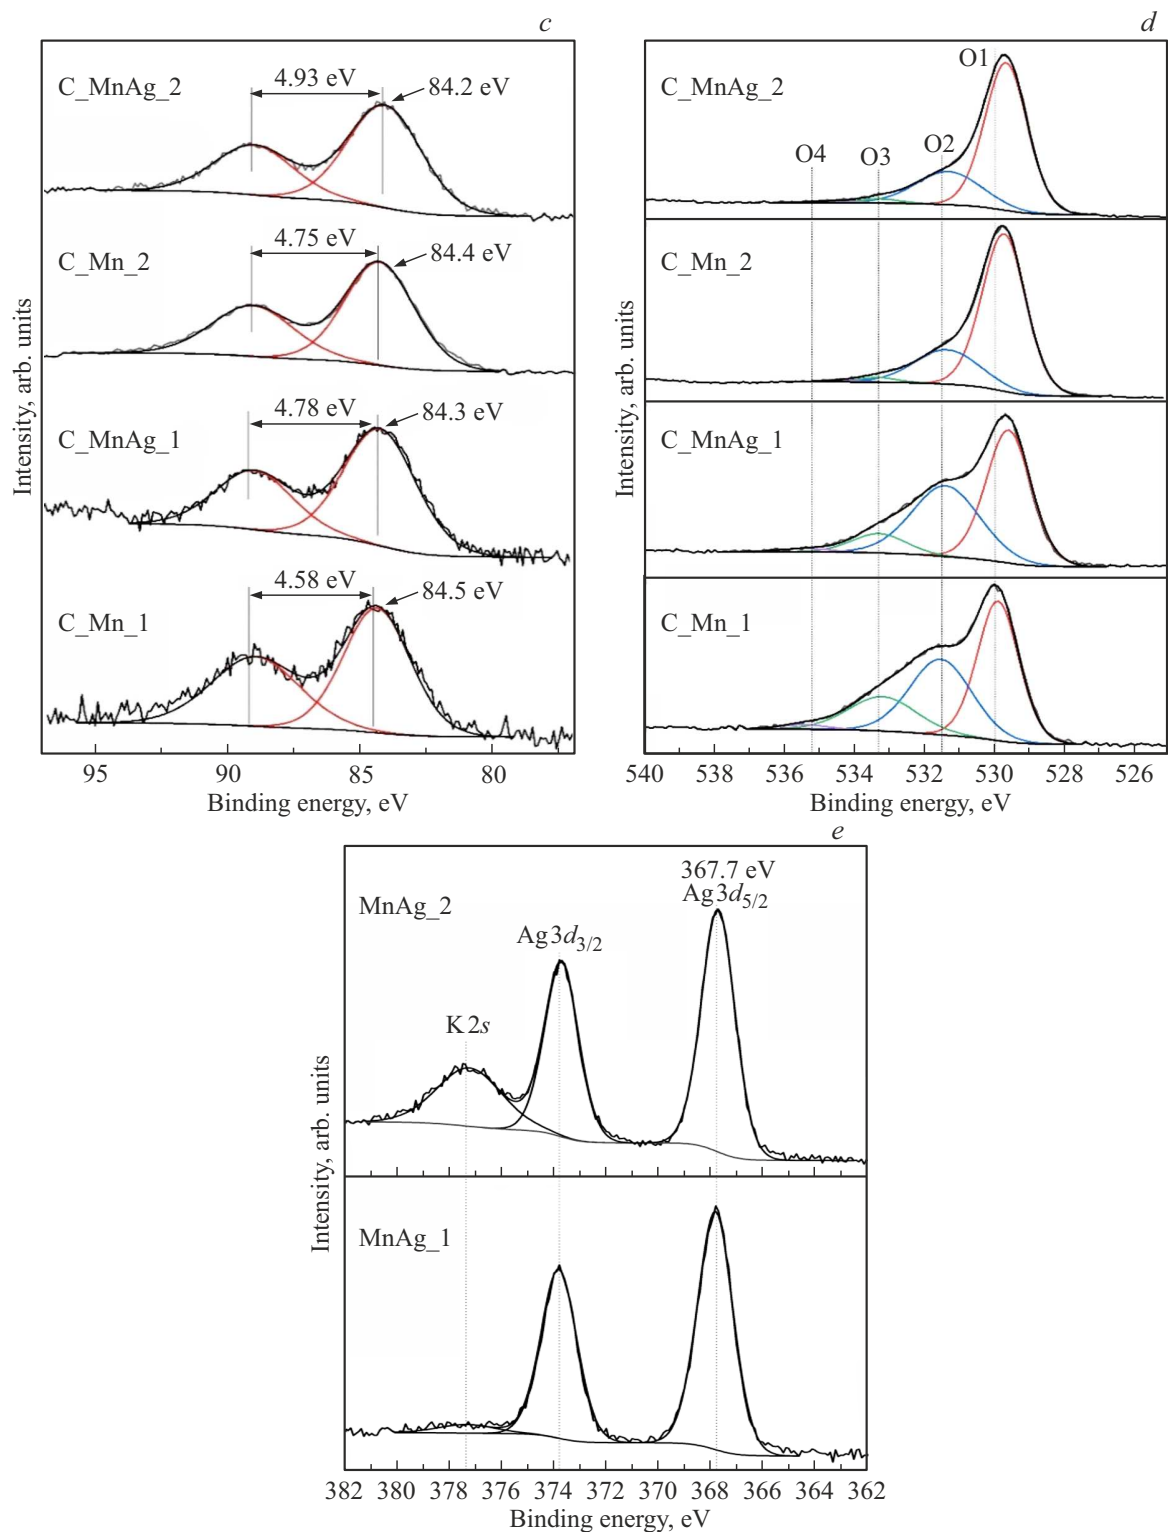 c
C_MnAg_2
4.93 eV
84.2 eV
C_Mn_2
4.75 eV
84.4 eV
C_MnAg_1
4.78 eV
84.3 eV
C_Mn_1
4.58 eV
84.5 eV
Intensity, arb. units
95 90 85 80
Binding energy, eV
d
C_MnAg_2
O4 O3 O2 O1
C_Mn_2
C_MnAg_1
C_Mn_1
Intensity, arb. units
540 538 536 534 532 530 528 526
Binding energy, eV
e
MnAg_2
367.7 eV
Ag3d5/2
Ag3d3/2
K2s
Intensity, arb. units
MnAg_1
Intensity, arb. units
382 380 378 376 374 372 370 368 366 364 362
Binding energy, eV